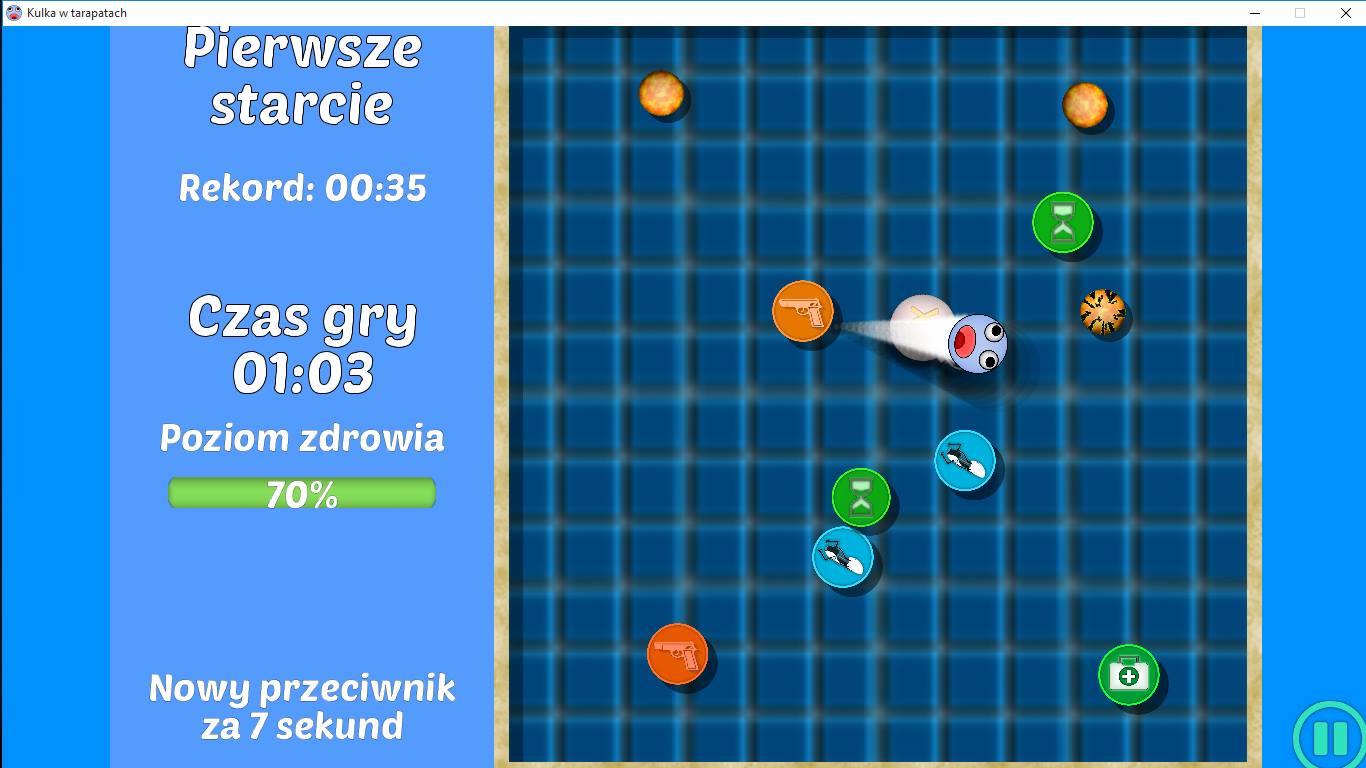 Kulka w tarapatach
Pierwsze
starcie
Rekord: 00:35
Czas gry
01:03
Poziom zdrowia
70%
Nowy przeciwnik
za 7 sekund